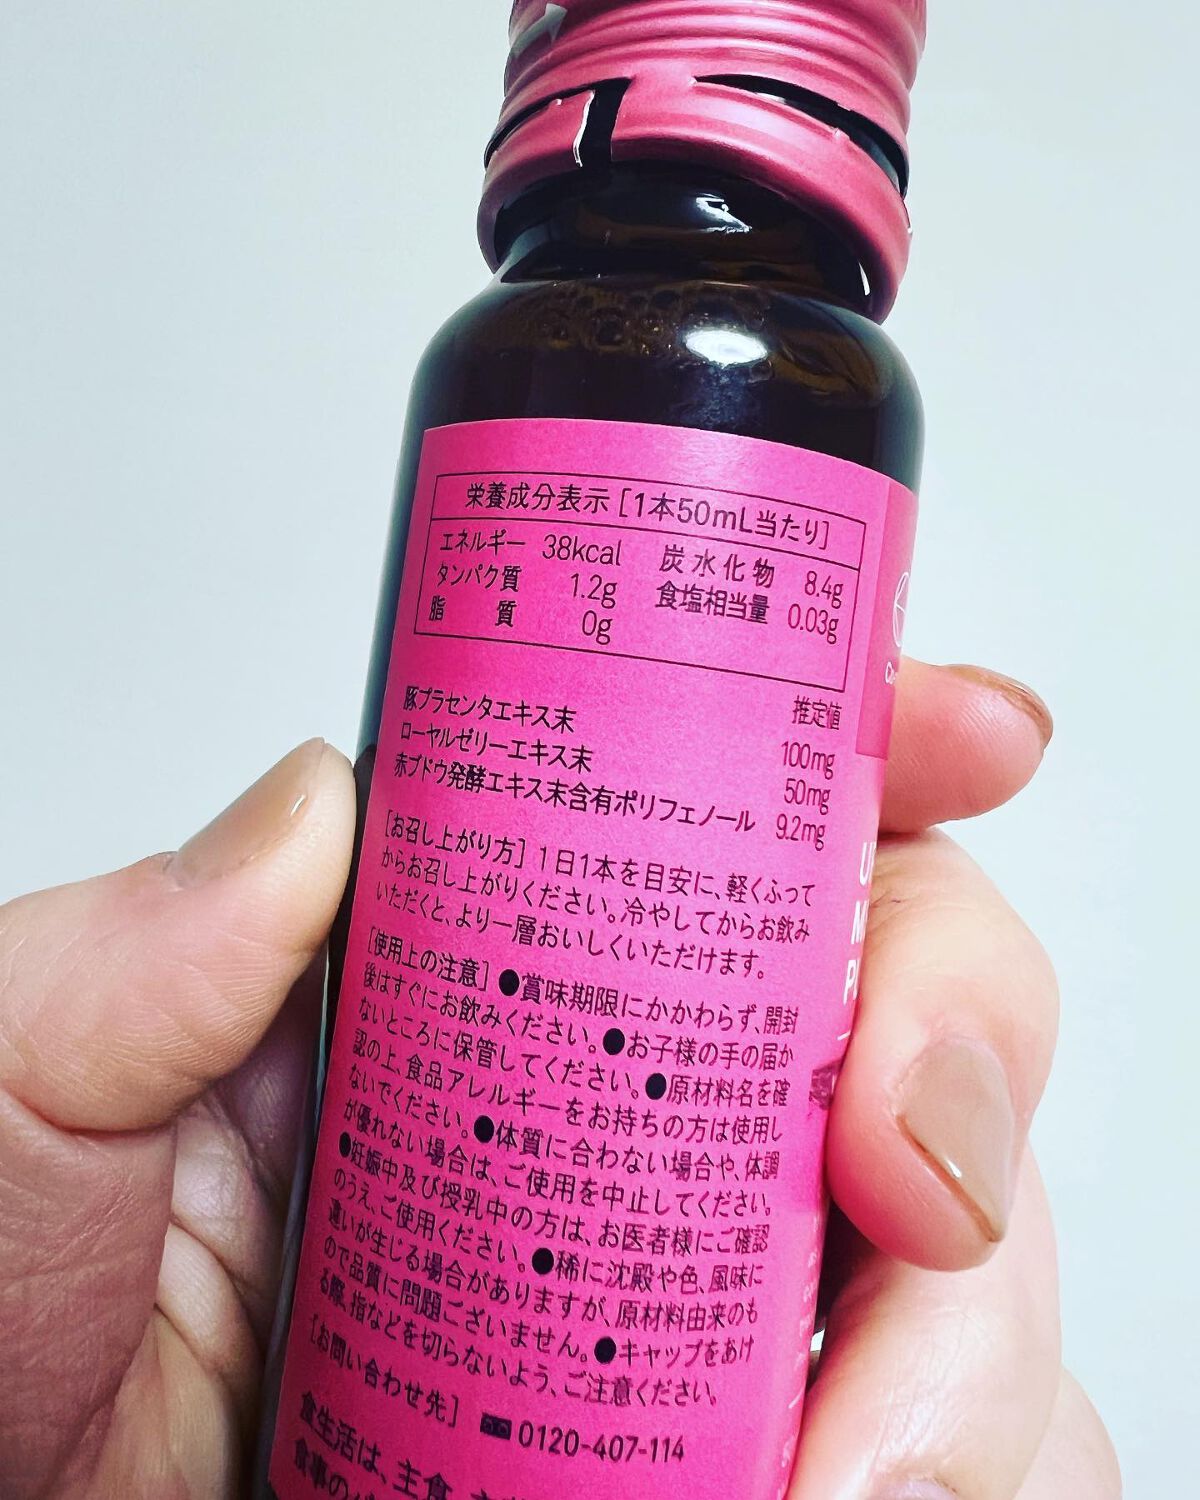 栄養成分表示[1本50mL当たり]
エネルギー 38kcal 炭水化物 8.4g
タンパク質 1.2g 食塩相当量 0.03g
脂質 0g
推定値
豚プラセンタエキス末 100mg
ローヤルゼリーエキス末 50mg
赤ブドウ発酵エキス末含有ポリフェノール 9.2mg
[お召し上がり方]1日1本を目安に、軽くふって
からお召し上がりください。冷やしてからお飲み
いただくと、より一層おいしくいただけます。
[使用上の注意]●賞味期限にかかわらず、開封
後はすぐにお飲みください。●お子様の手の届か
ないところに保管してください。●原材料名を確
認の上、食品アレルギーをお持ちの方は使用し
ないでください。●体質に合わない場合や、体調
が優れない場合は、ご使用を中止してください。
●妊娠中及び授乳中の方は、お医者様にご確認
のうえ、ご使用ください。●稀に沈殿や色、風味に
違いが生じる場合がありますが、原材料由来のも
ので品質に問題ございません。●キャップをあけ
る際、指などを切らないよう、ご注意ください。
[お問い合わせ先] 0120-407-114
食生活は、主食、
食事の